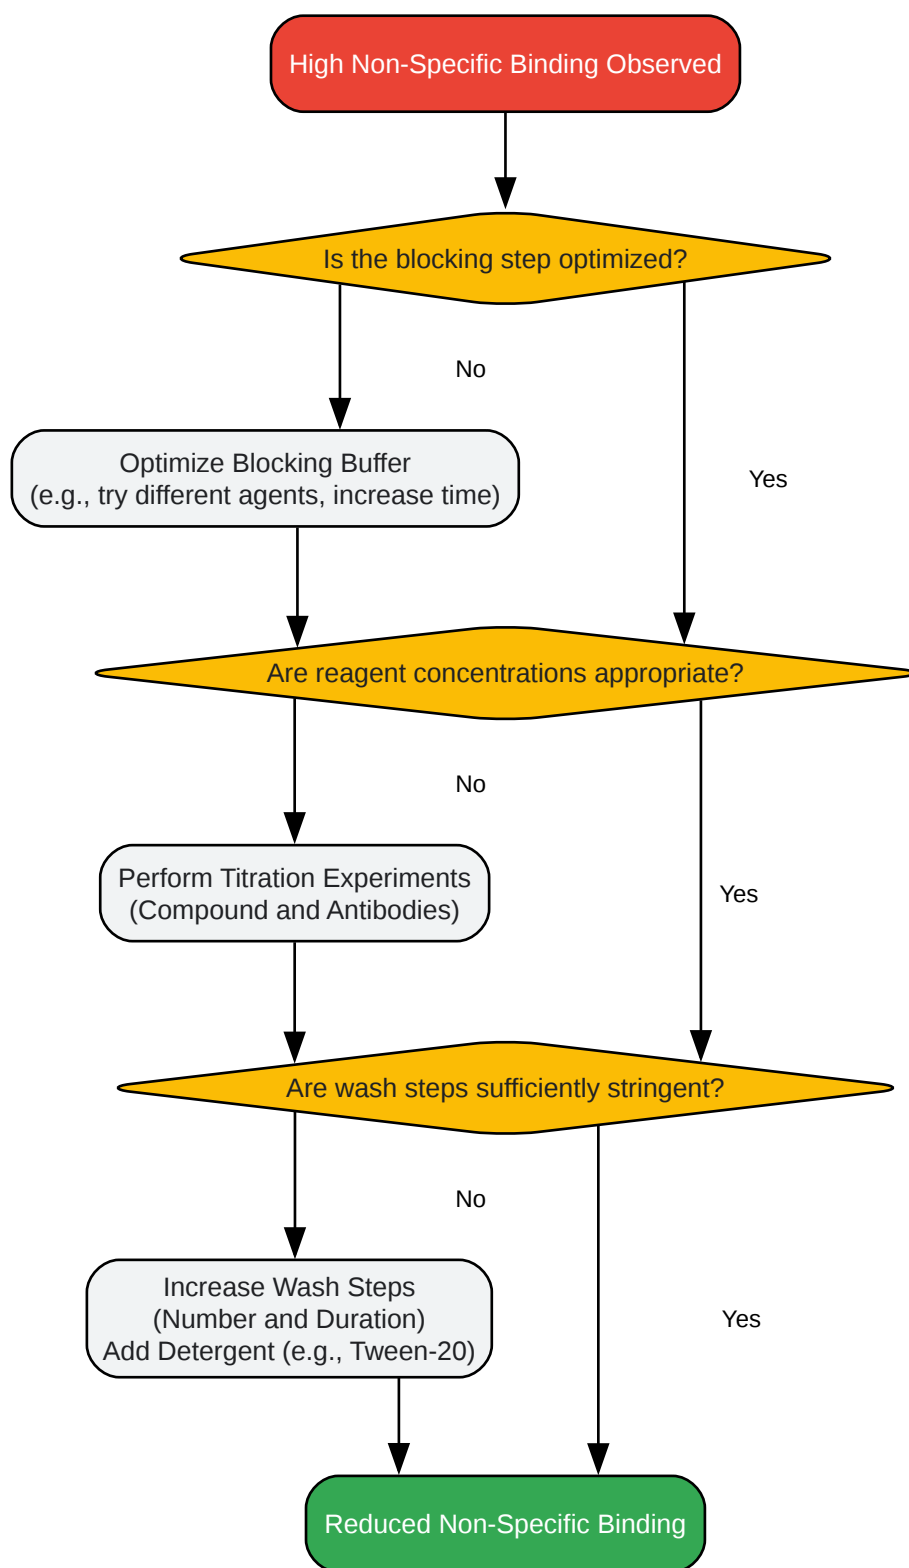 High Non-Specific Binding Observed
Is the blocking step optimized?
No
Optimize Blocking Buffer
(e.g., try different agents, increase time)
Yes
Are reagent concentrations appropriate?
No
Perform Titration Experiments
(Compound and Antibodies)
Yes
Are wash steps sufficiently stringent?
No
Increase Wash Steps
(Number and Duration)
Add Detergent (e.g., Tween-20)
Yes
Reduced Non-Specific Binding